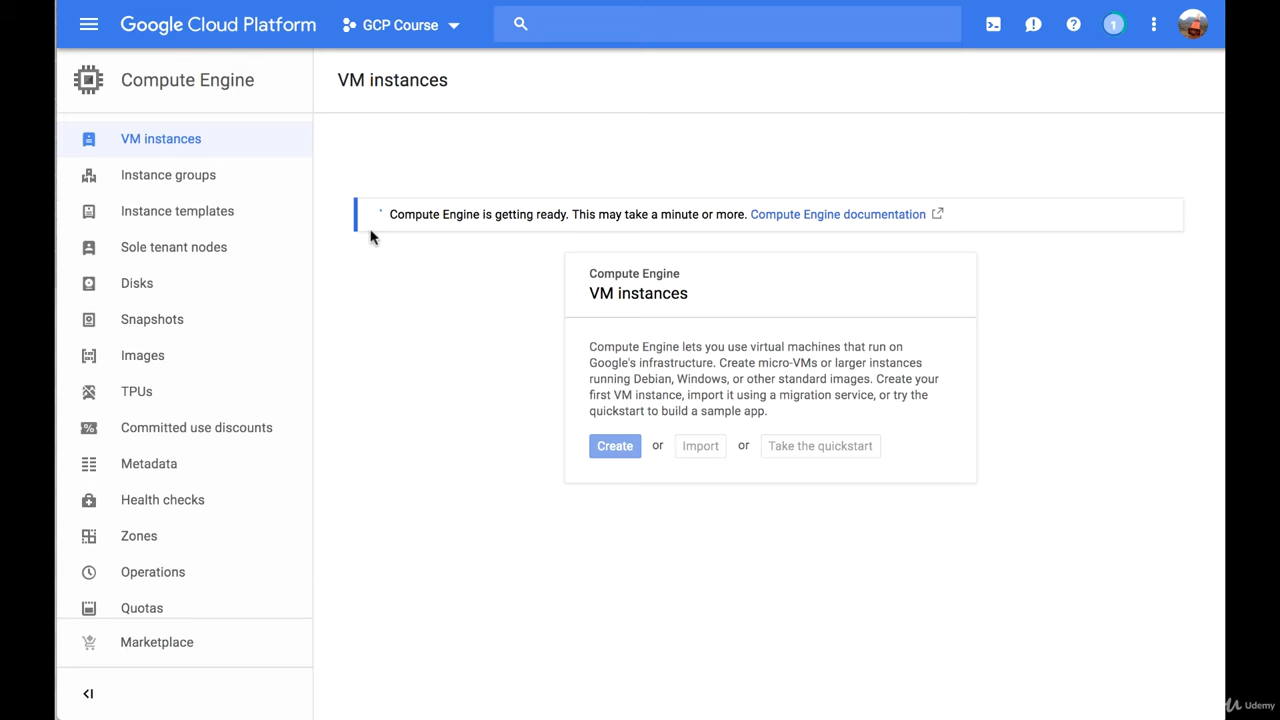 Google Cloud Platform
GCP Course
1
Compute Engine
VM instances
VM instances
Instance groups
Instance templates
Sole tenant nodes
Disks
Snapshots
Images
TPUs
Committed use discounts
Metadata
Health checks
Zones
Operations
Quotas
Marketplace
Compute Engine is getting ready. This may take a minute or more. Compute Engine documentation
Compute Engine
VM instances
Compute Engine lets you use virtual machines that run on
Google's infrastructure. Create micro-VMs or larger instances
running Debian, Windows, or other standard images. Create your
first VM instance, import it using a migration service, or try the
quickstart to build a sample app.
Create or Import or Take the quickstart
Udemy